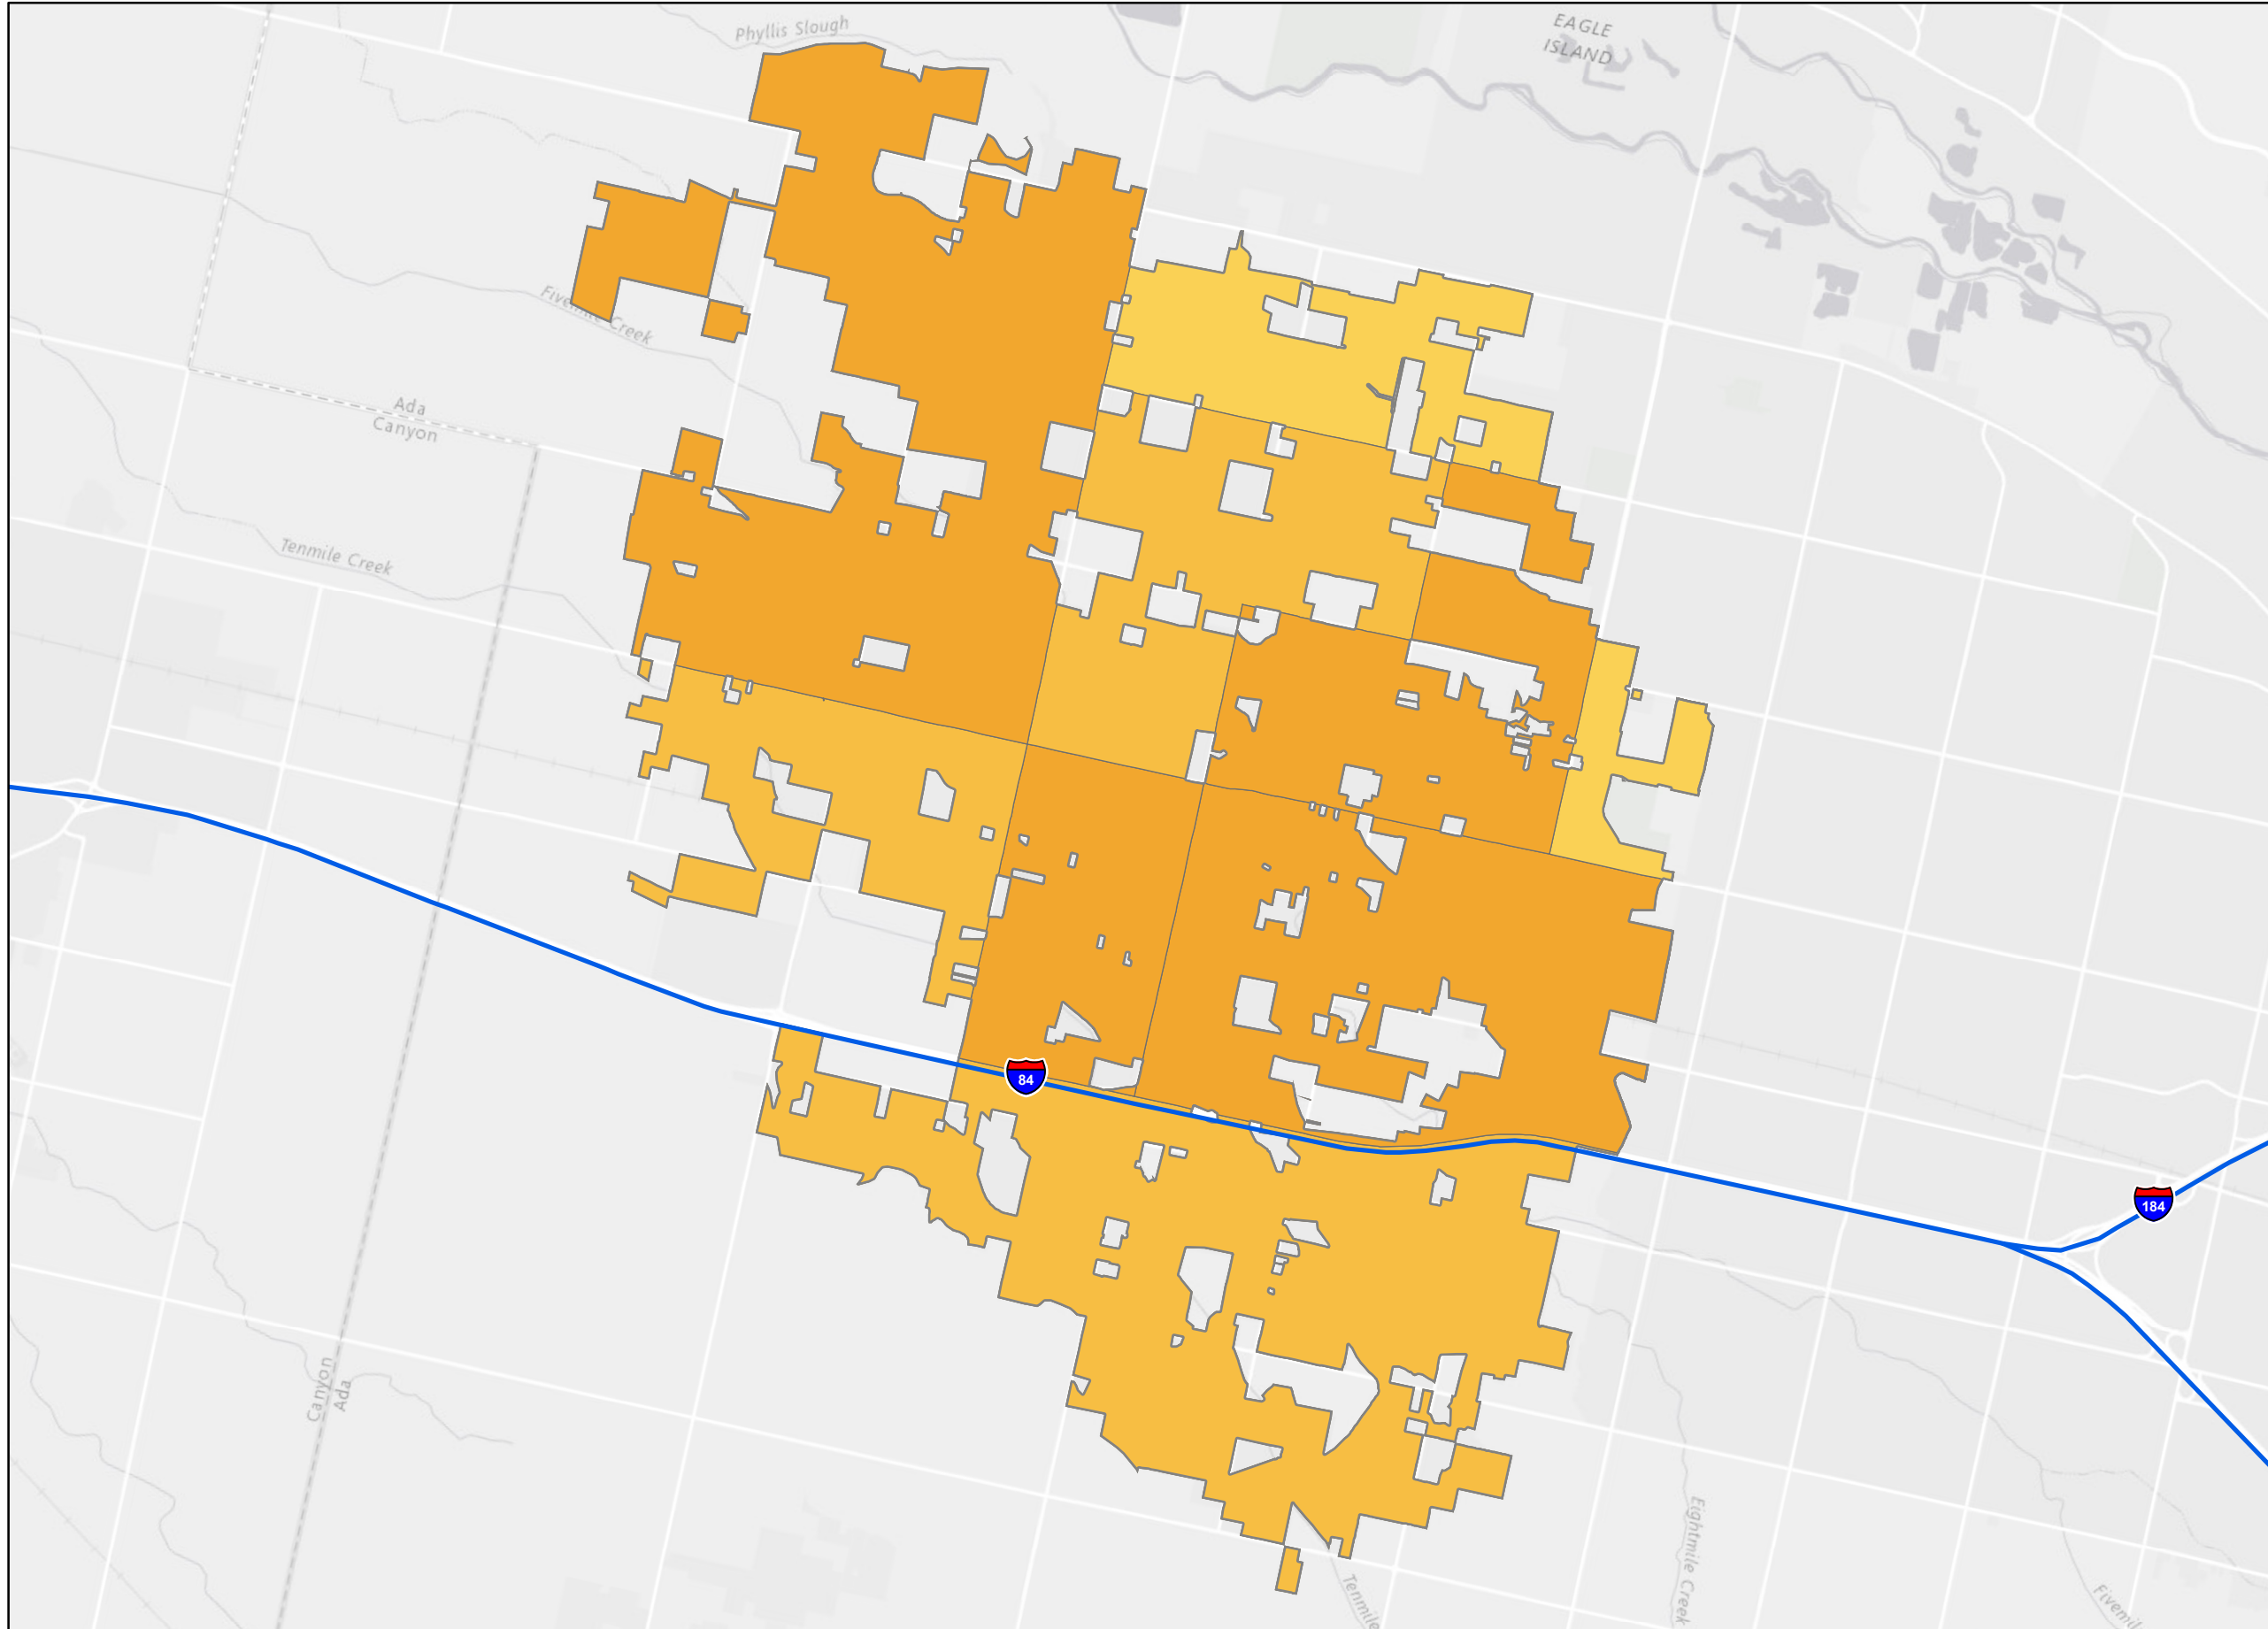 Phyllis Slough
EAGLE
ISLAND
Fivemile Creek
Ada
Canyon
Tenmile Creek
84
184
Canyon
Ada
Eightmile Creek
Tenmile
Fivemil